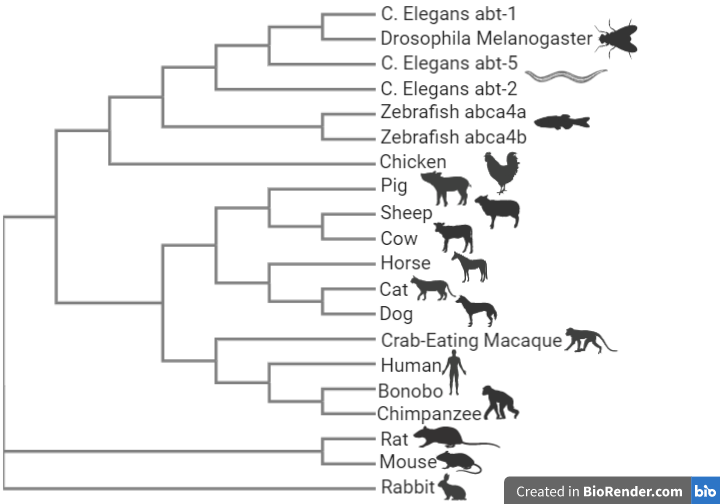 C. Elegans abt-1
Drosophila Melanogaster
C. Elegans abt-5
C. Elegans abt-2
Zebrafish abca4a
Zebrafish abca4b
Chicken
Pig
Sheep
Cow
Horse
Cat
Dog
Crab-Eating Macaque
Human
Bonobo
Chimpanzee
Rat
Mouse
Rabbit
Created in BioRender.com bio